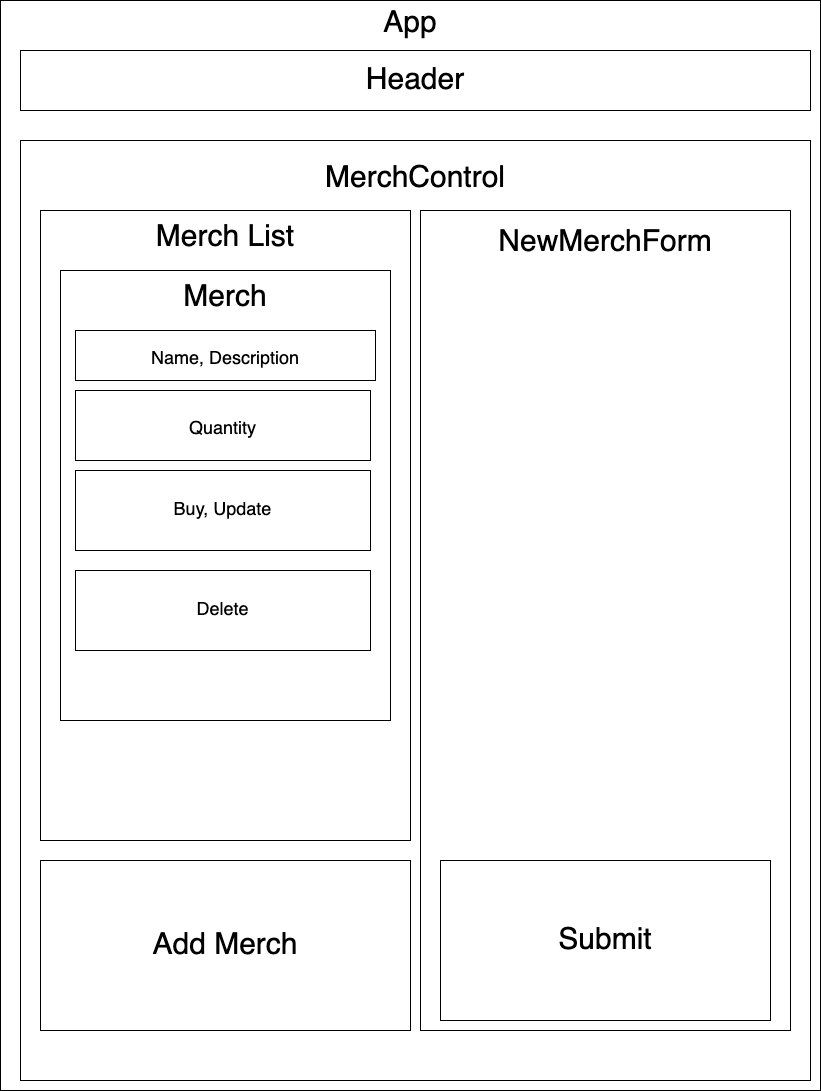 App
Header
MerchControl
Merch List
Merch
Name, Description
Quantity
Buy, Update
Delete
Add Merch
NewMerchForm
Submit